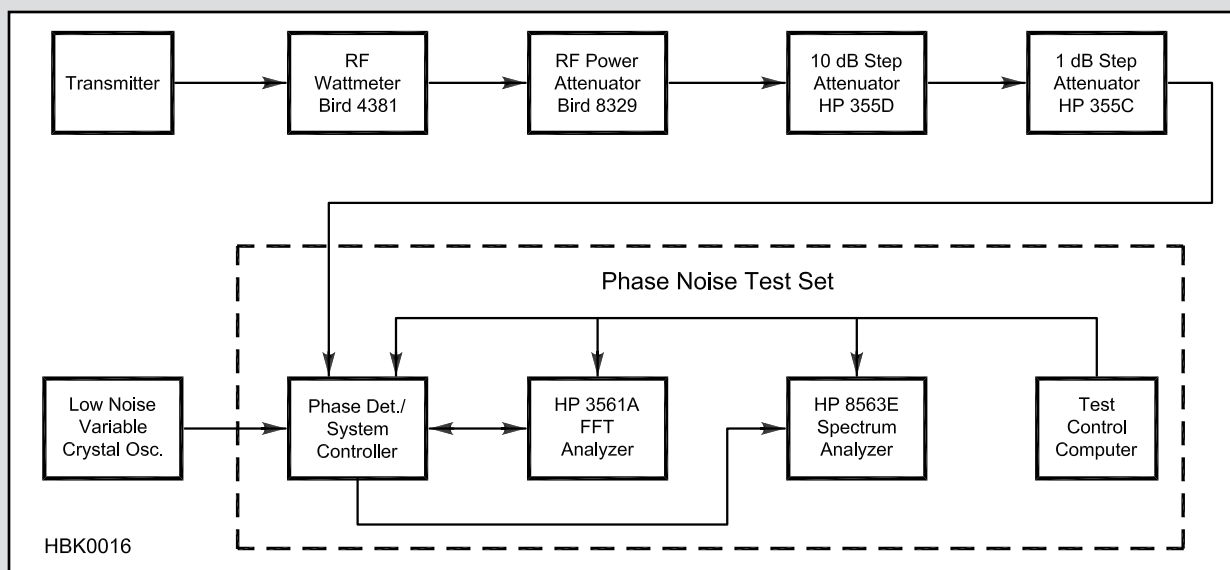 Transmitter
RF
Wattmeter
Bird 4381
RF Power
Attenuator
Bird 8329
10 dB Step
Attenuator
HP 355D
1 dB Step
Attenuator
HP 355C
Phase Noise Test Set
Low Noise
Variable
Crystal Osc.
Phase Det./
System
Controller
HP 3561A
FFT
Analyzer
HP 8563E
Spectrum
Analyzer
Test
Control
Computer
HBK0016